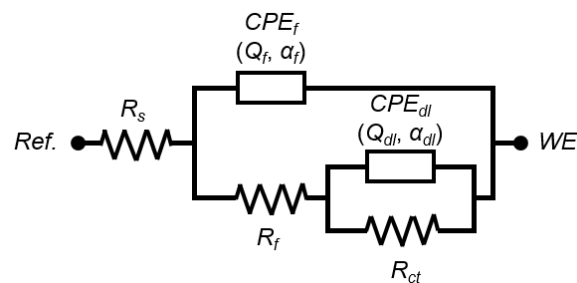 CPE_f
(Q_f, α_f)
CPE_dl
(Q_dl, α_dl)
R_s
Ref.
WE
R_f
R_ct